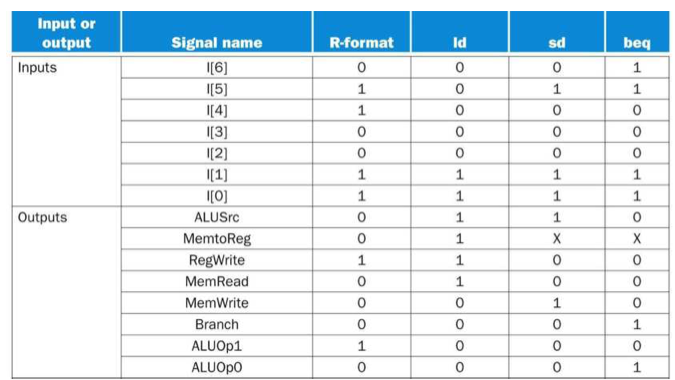 Input or output Signal name R-format ld sd beq
Inputs I[6] 0 0 0 1
I[5] 1 0 1 1
I[4] 1 0 0 0
I[3] 0 0 0 0
I[2] 0 0 0 0
I[1] 1 1 1 1
I[0] 1 1 1 1
Outputs ALUSrc 0 1 1 0
MemtoReg 0 1 X X
RegWrite 1 1 0 0
MemRead 0 1 0 0
MemWrite 0 0 1 0
Branch 0 0 0 1
ALUOp1 1 0 0 0
ALUOp0 0 0 0 1